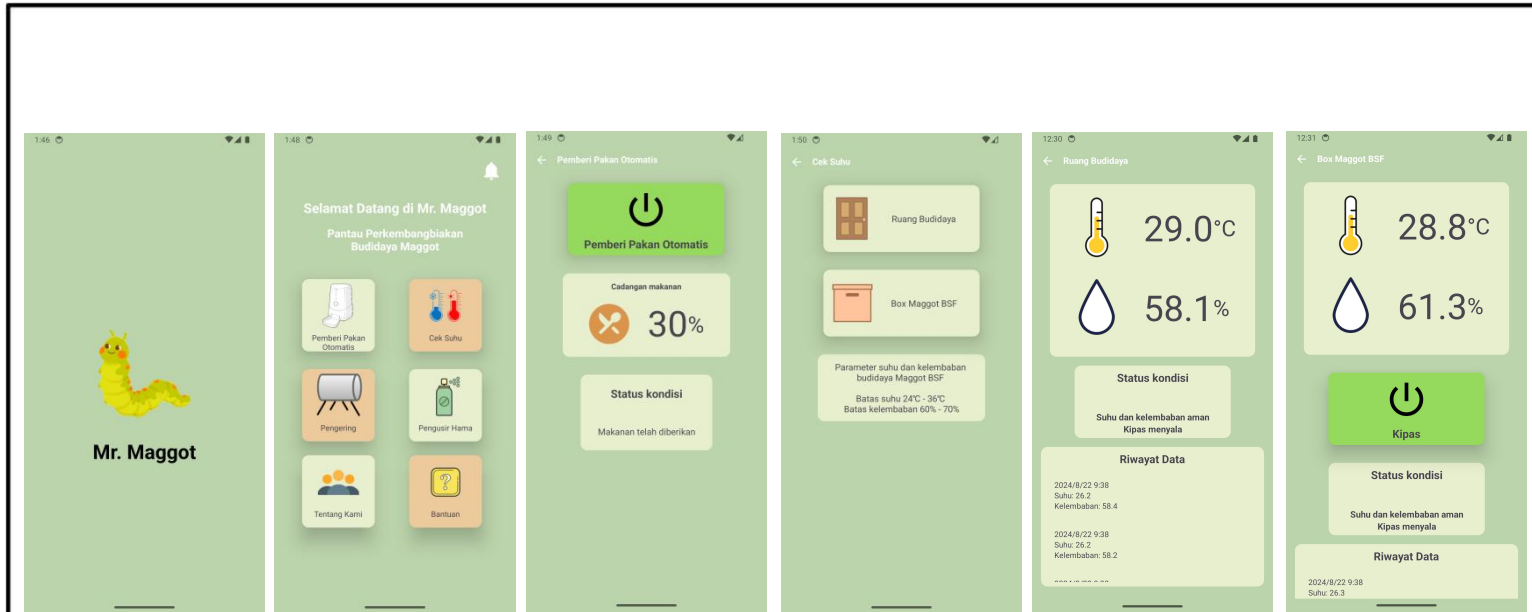 1:46
Mr. Maggot
1:48
Selamat Datang di Mr. Maggot
Pantau Perkembangbiakan
Budidaya Maggot
Pemberi Pakan
Otomatis
Cek Suhu
Pengering
Pengusir Hama
Tentang Kami
?
Bantuan
1:49
Pemberi Pakan Otomatis
Pemberi Pakan Otomatis
Cadangan makanan
30%
Status kondisi
Makanan telah diberikan
1:50
Cek Suhu
Ruang Budidaya
Box Maggot BSF
Parameter suhu dan kelembaban
budidaya Maggot BSF
Batas suhu 24℃ - 36℃
Batas kelembaban 60% - 70%
12:30
Ruang Budidaya
29.0°C
58.1%
Status kondisi
Suhu dan kelembaban aman
Kipas menyala
Riwayat Data
2024/8/22 9:38
Suhu: 26.2
Kelembaban: 58.4
2024/8/22 9:38
Suhu: 26.2
Kelembaban: 58.2
12:31
Box Maggot BSF
28.8°C
61.3%
Kipas
Status kondisi
Suhu dan kelembaban aman
Kipas menyala
Riwayat Data
2024/8/22 9:38
Suhu: 26.3